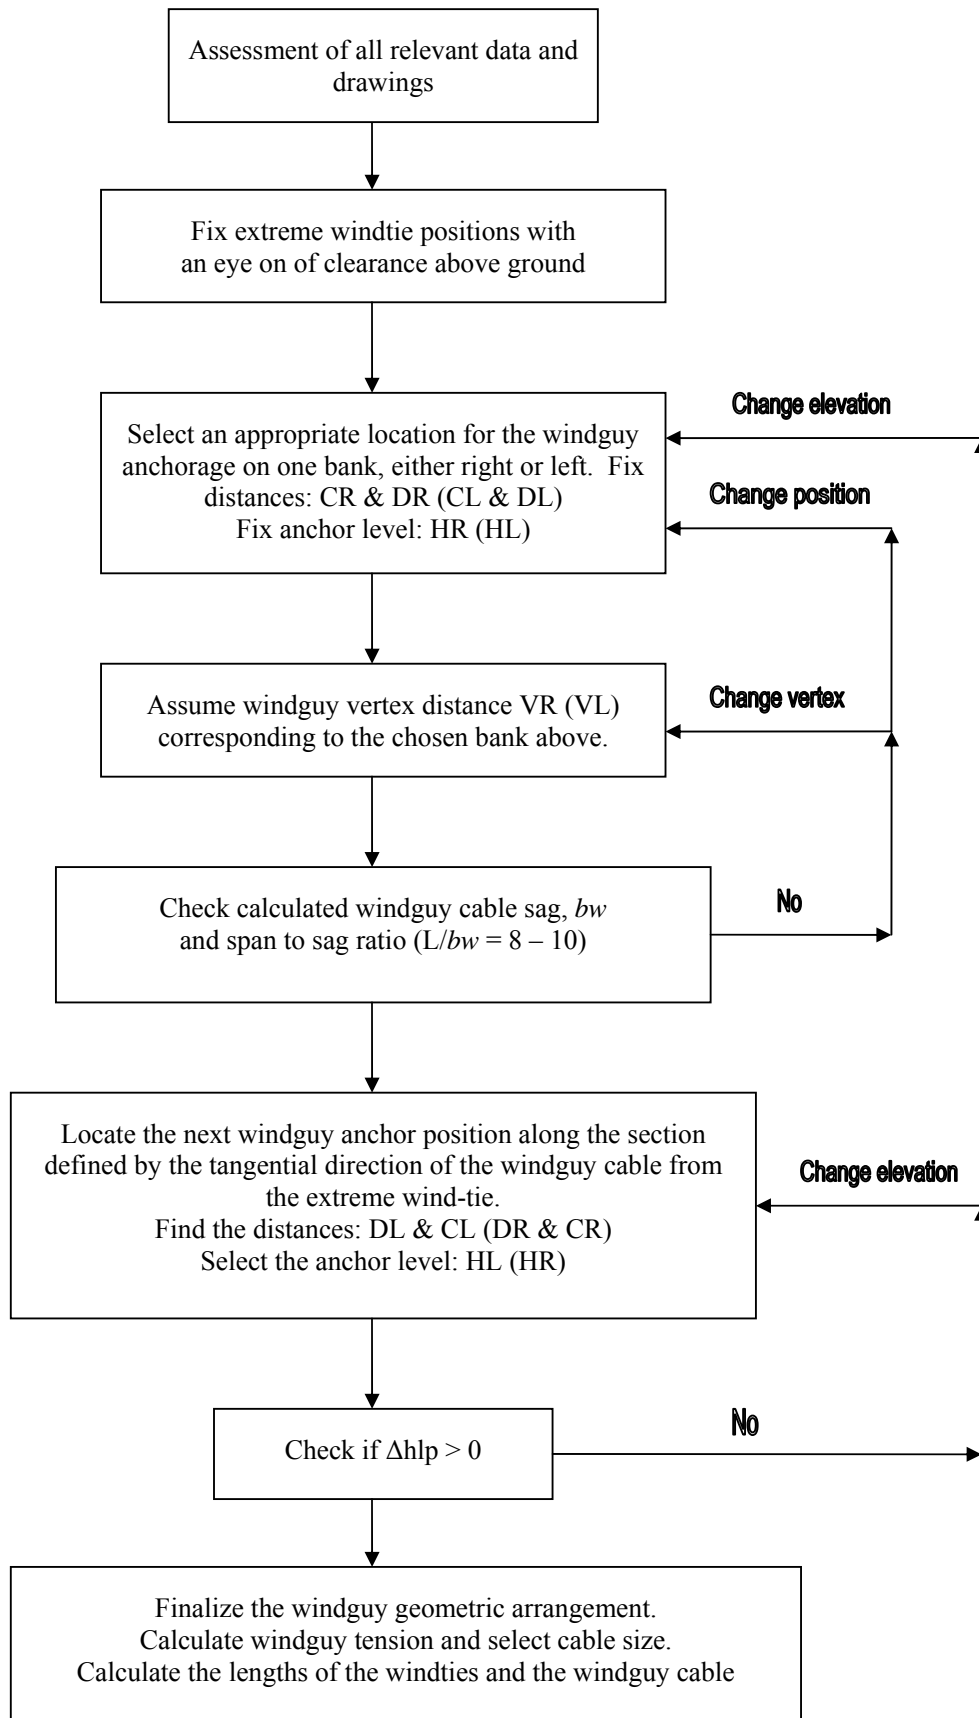 Assessment of all relevant data and
drawings
Fix extreme windtie positions with
an eye on of clearance above ground
Change elevation
Select an appropriate location for the windguy
anchorage on one bank, either right or left.  Fix
distances: CR & DR (CL & DL)
Fix anchor level: HR (HL)
Change position
Assume windguy vertex distance VR (VL)
corresponding to the chosen bank above.
Change vertex
Check calculated windguy cable sag, bw
and span to sag ratio (L/bw = 8 – 10)
No
Locate the next windguy anchor position along the section
defined by the tangential direction of the windguy cable from
the extreme wind-tie.
Find the distances: DL & CL (DR & CR)
Select the anchor level: HL (HR)
Change elevation
Check if Δhlp > 0
No
Finalize the windguy geometric arrangement.
Calculate windguy tension and select cable size.
Calculate the lengths of the windties and the windguy cable